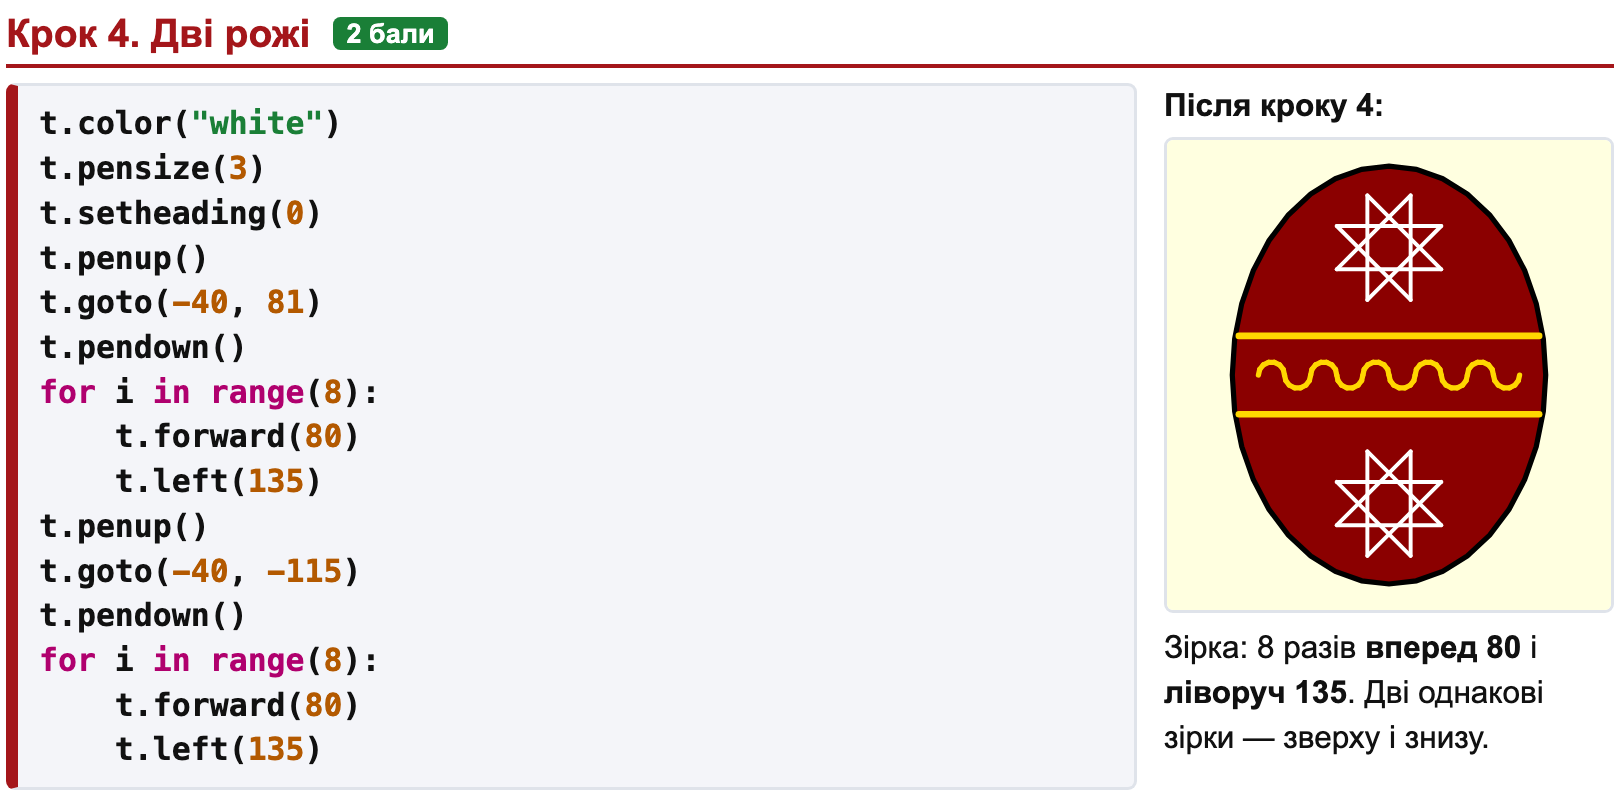 Крок 4. Дві рожі 2 бали
t.color("white")
t.pensize(3)
t.setheading(0)
t.penup()
t.goto(-40, 81)
t.pendown()
for i in range(8):
    t.forward(80)
    t.left(135)
t.penup()
t.goto(-40, -115)
t.pendown()
for i in range(8):
    t.forward(80)
    t.left(135)
Після кроку 4:
Зірка: 8 разів вперед 80 і
ліворуч 135. Дві однакові
зірки — зверху і знизу.